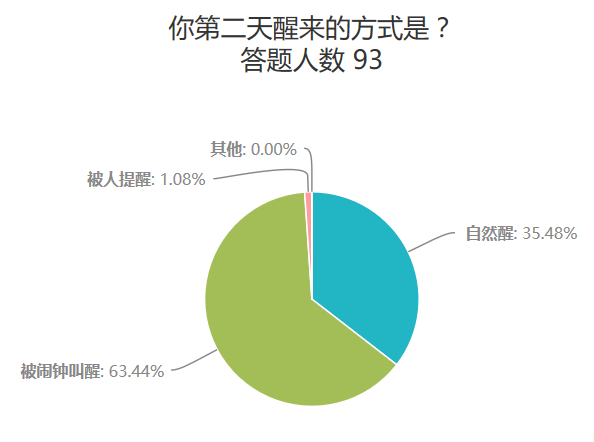 你第二天醒来的方式是？
答题人数 93
其他: 0.00%
被人提醒: 1.08%
自然醒: 35.48%
被闹钟叫醒: 63.44%